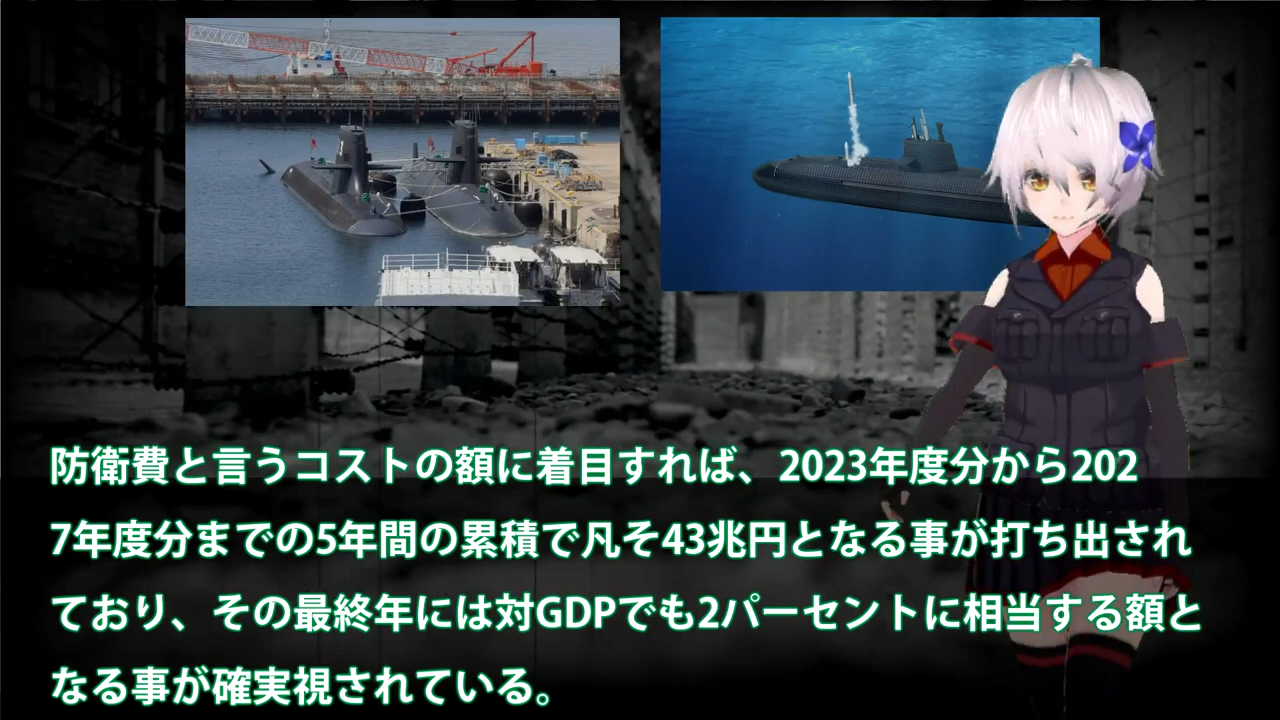 防衛費と言うコストの額に着目すれば、2023年度分から202
7年度分までの5年間の累積で凡そ43兆円となる事が打ち出され
ており、その最終年には対GDPでも2パーセントに相当する額と
なる事が確実視されている。